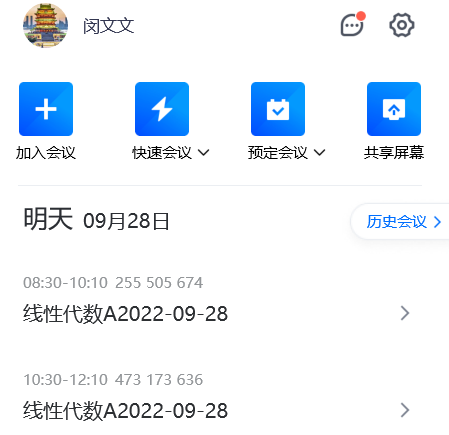 闵文文
加入会议 快速会议 预定会议 共享屏幕
明天 09月28日 历史会议
08:30-10:10 255 505 674
线性代数A2022-09-28
10:30-12:10 473 173 636
线性代数A2022-09-28